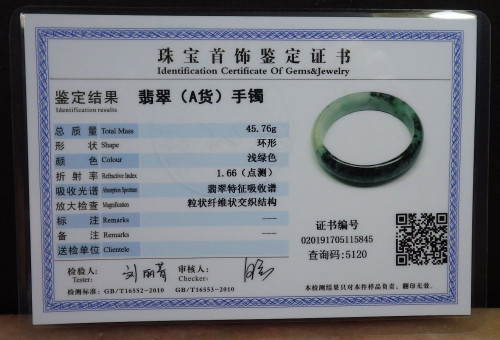 珠宝首饰鉴定证书
Identification Certificate Of Gems&Jewelry
鉴定结果 翡翠（A货）手镯
Identification results
总质量 Total Mass 45.76g
形状 Shape 环形
颜色 Colour 浅绿色
折射率 Refractive Index 1.66（点测）
吸收光谱 Absorption Spectrum 翡翠特征吸收谱
放大检查 Magnification 粒状纤维状交织结构
标注 Remarks —
备注 Remarks —
送检单位 Clientele
证书编号
020191705115845
查询码:5120
检验人: 审核人:
Tester: Checker:
检测标准: GB/T16552-2010 GB/T16553-2010
本检测结果只对本件样品负责、翻印无效